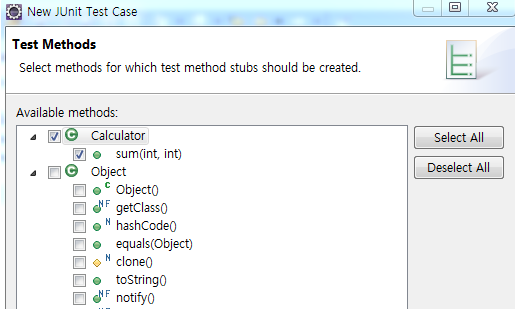 New JUnit Test Case
Test Methods
Select methods for which test method stubs should be created.
Available methods:
C Calculator
sum(int, int)
C Object
C Object()
N F getClass()
N hashCode()
equals(Object)
N clone()
toString()
N F notify()
Select All
Deselect All